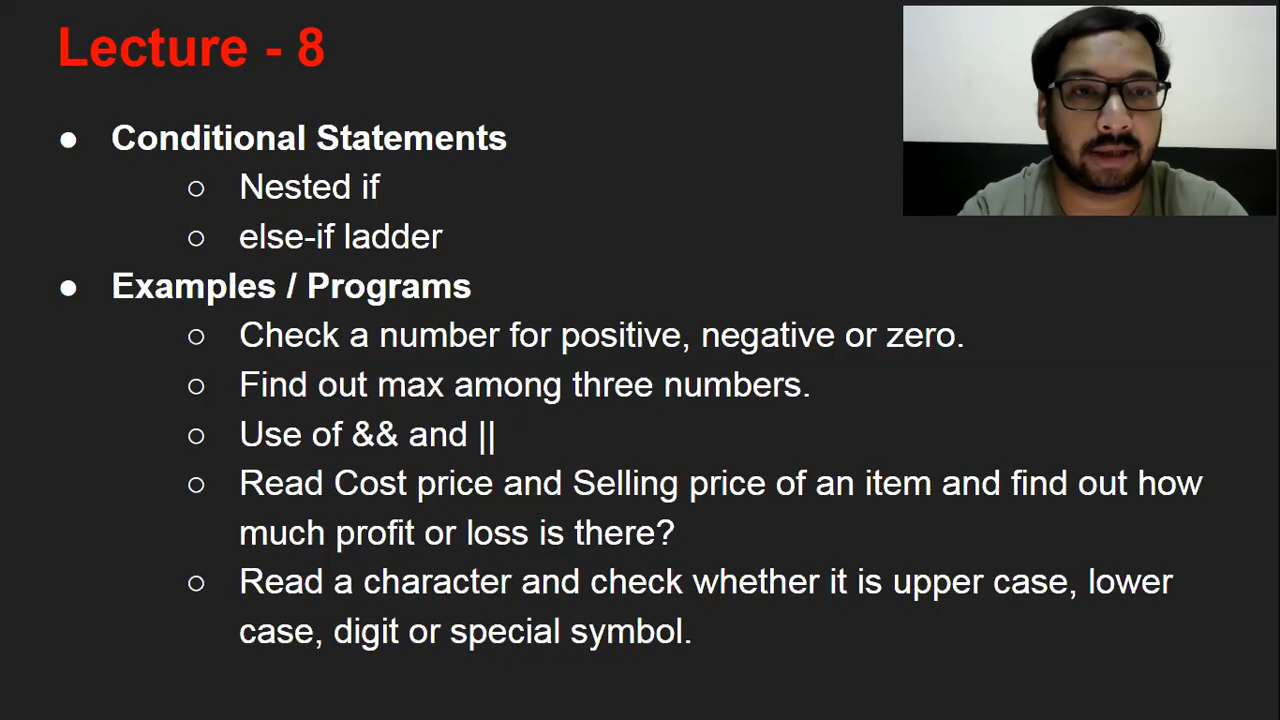 Lecture - 8
● Conditional Statements
○ Nested if
○ else-if ladder
● Examples / Programs
○ Check a number for positive, negative or zero.
○ Find out max among three numbers.
○ Use of && and ||
○ Read Cost price and Selling price of an item and find out how
much profit or loss is there?
○ Read a character and check whether it is upper case, lower
case, digit or special symbol.